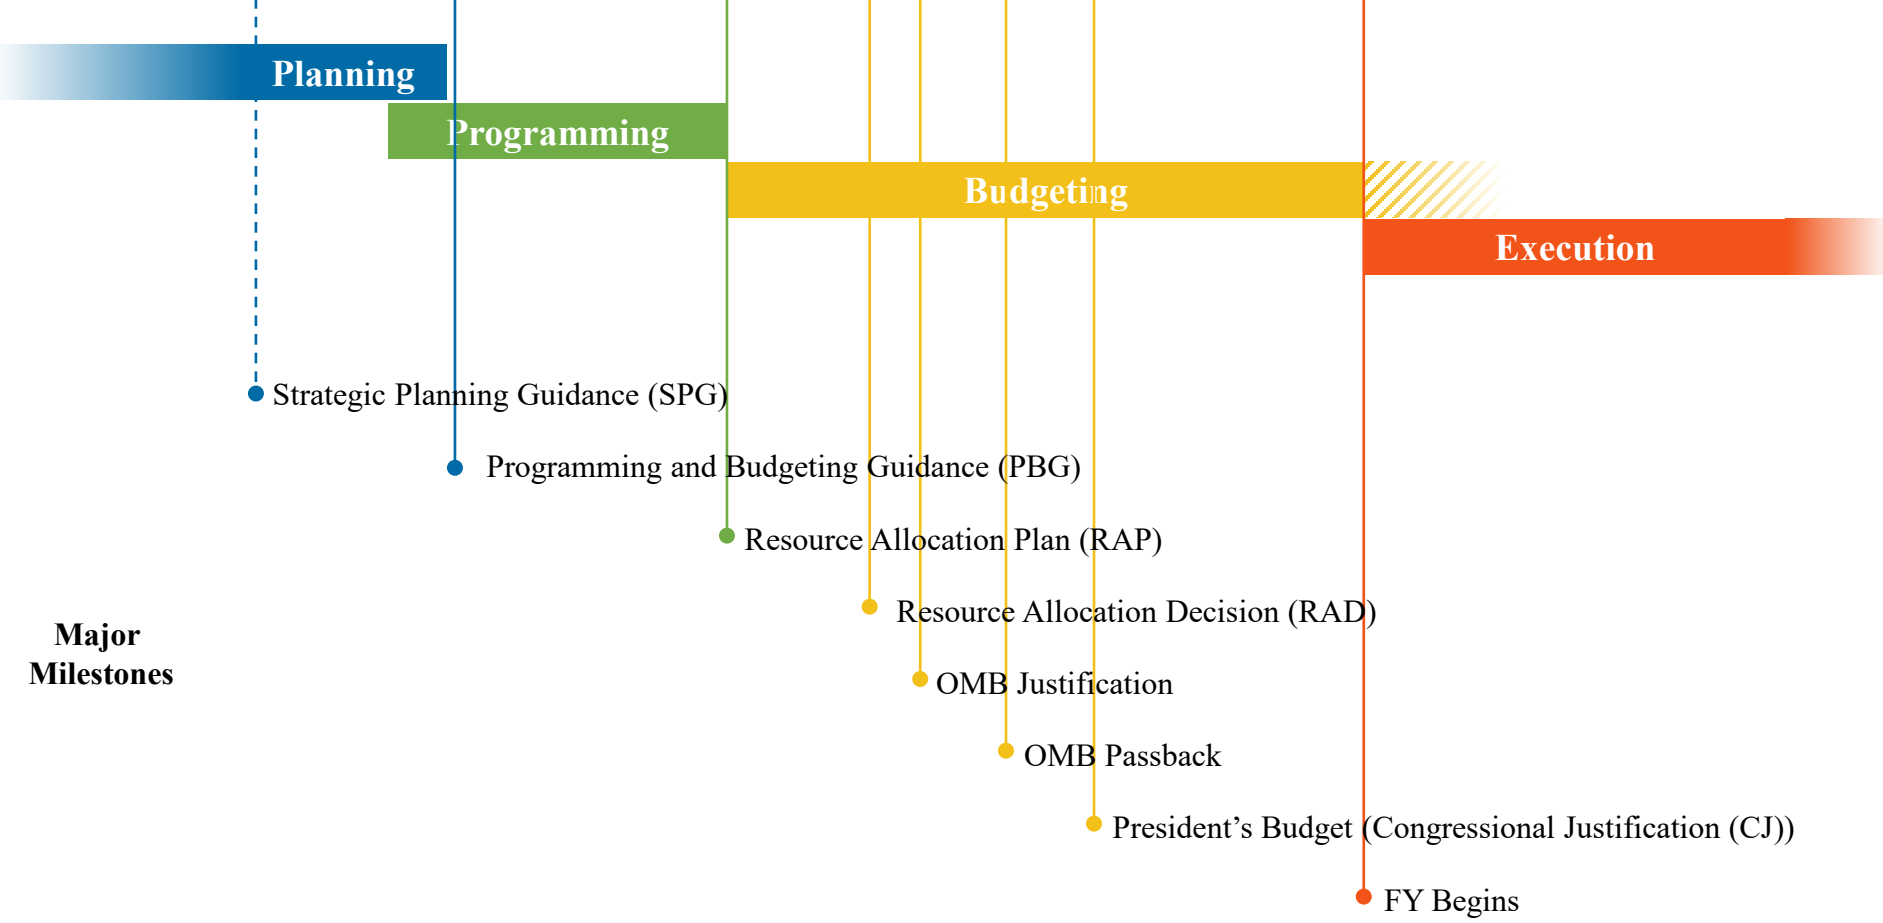 Planning
Programming
Budgeting
Execution
Strategic Planning Guidance (SPG)
Programming and Budgeting Guidance (PBG)
Resource Allocation Plan (RAP)
Resource Allocation Decision (RAD)
Major
Milestones
OMB Justification
OMB Passback
President’s Budget (Congressional Justification (CJ))
FY Begins